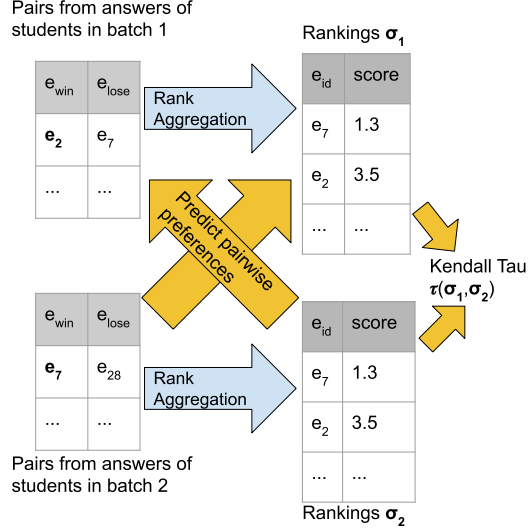 Pairs from answers of
students in batch 1
Rankings σ1
ewin elose
e2 e7
... ...
Rank
Aggregation
eid score
e7 1.3
e2 3.5
... ...
Predict pairwise
preferences
Kendall Tau
τ(σ1,σ2)
ewin elose
e7 e28
... ...
Rank
Aggregation
eid score
e7 1.3
e2 3.5
... ...
Pairs from answers of
students in batch 2
Rankings σ2